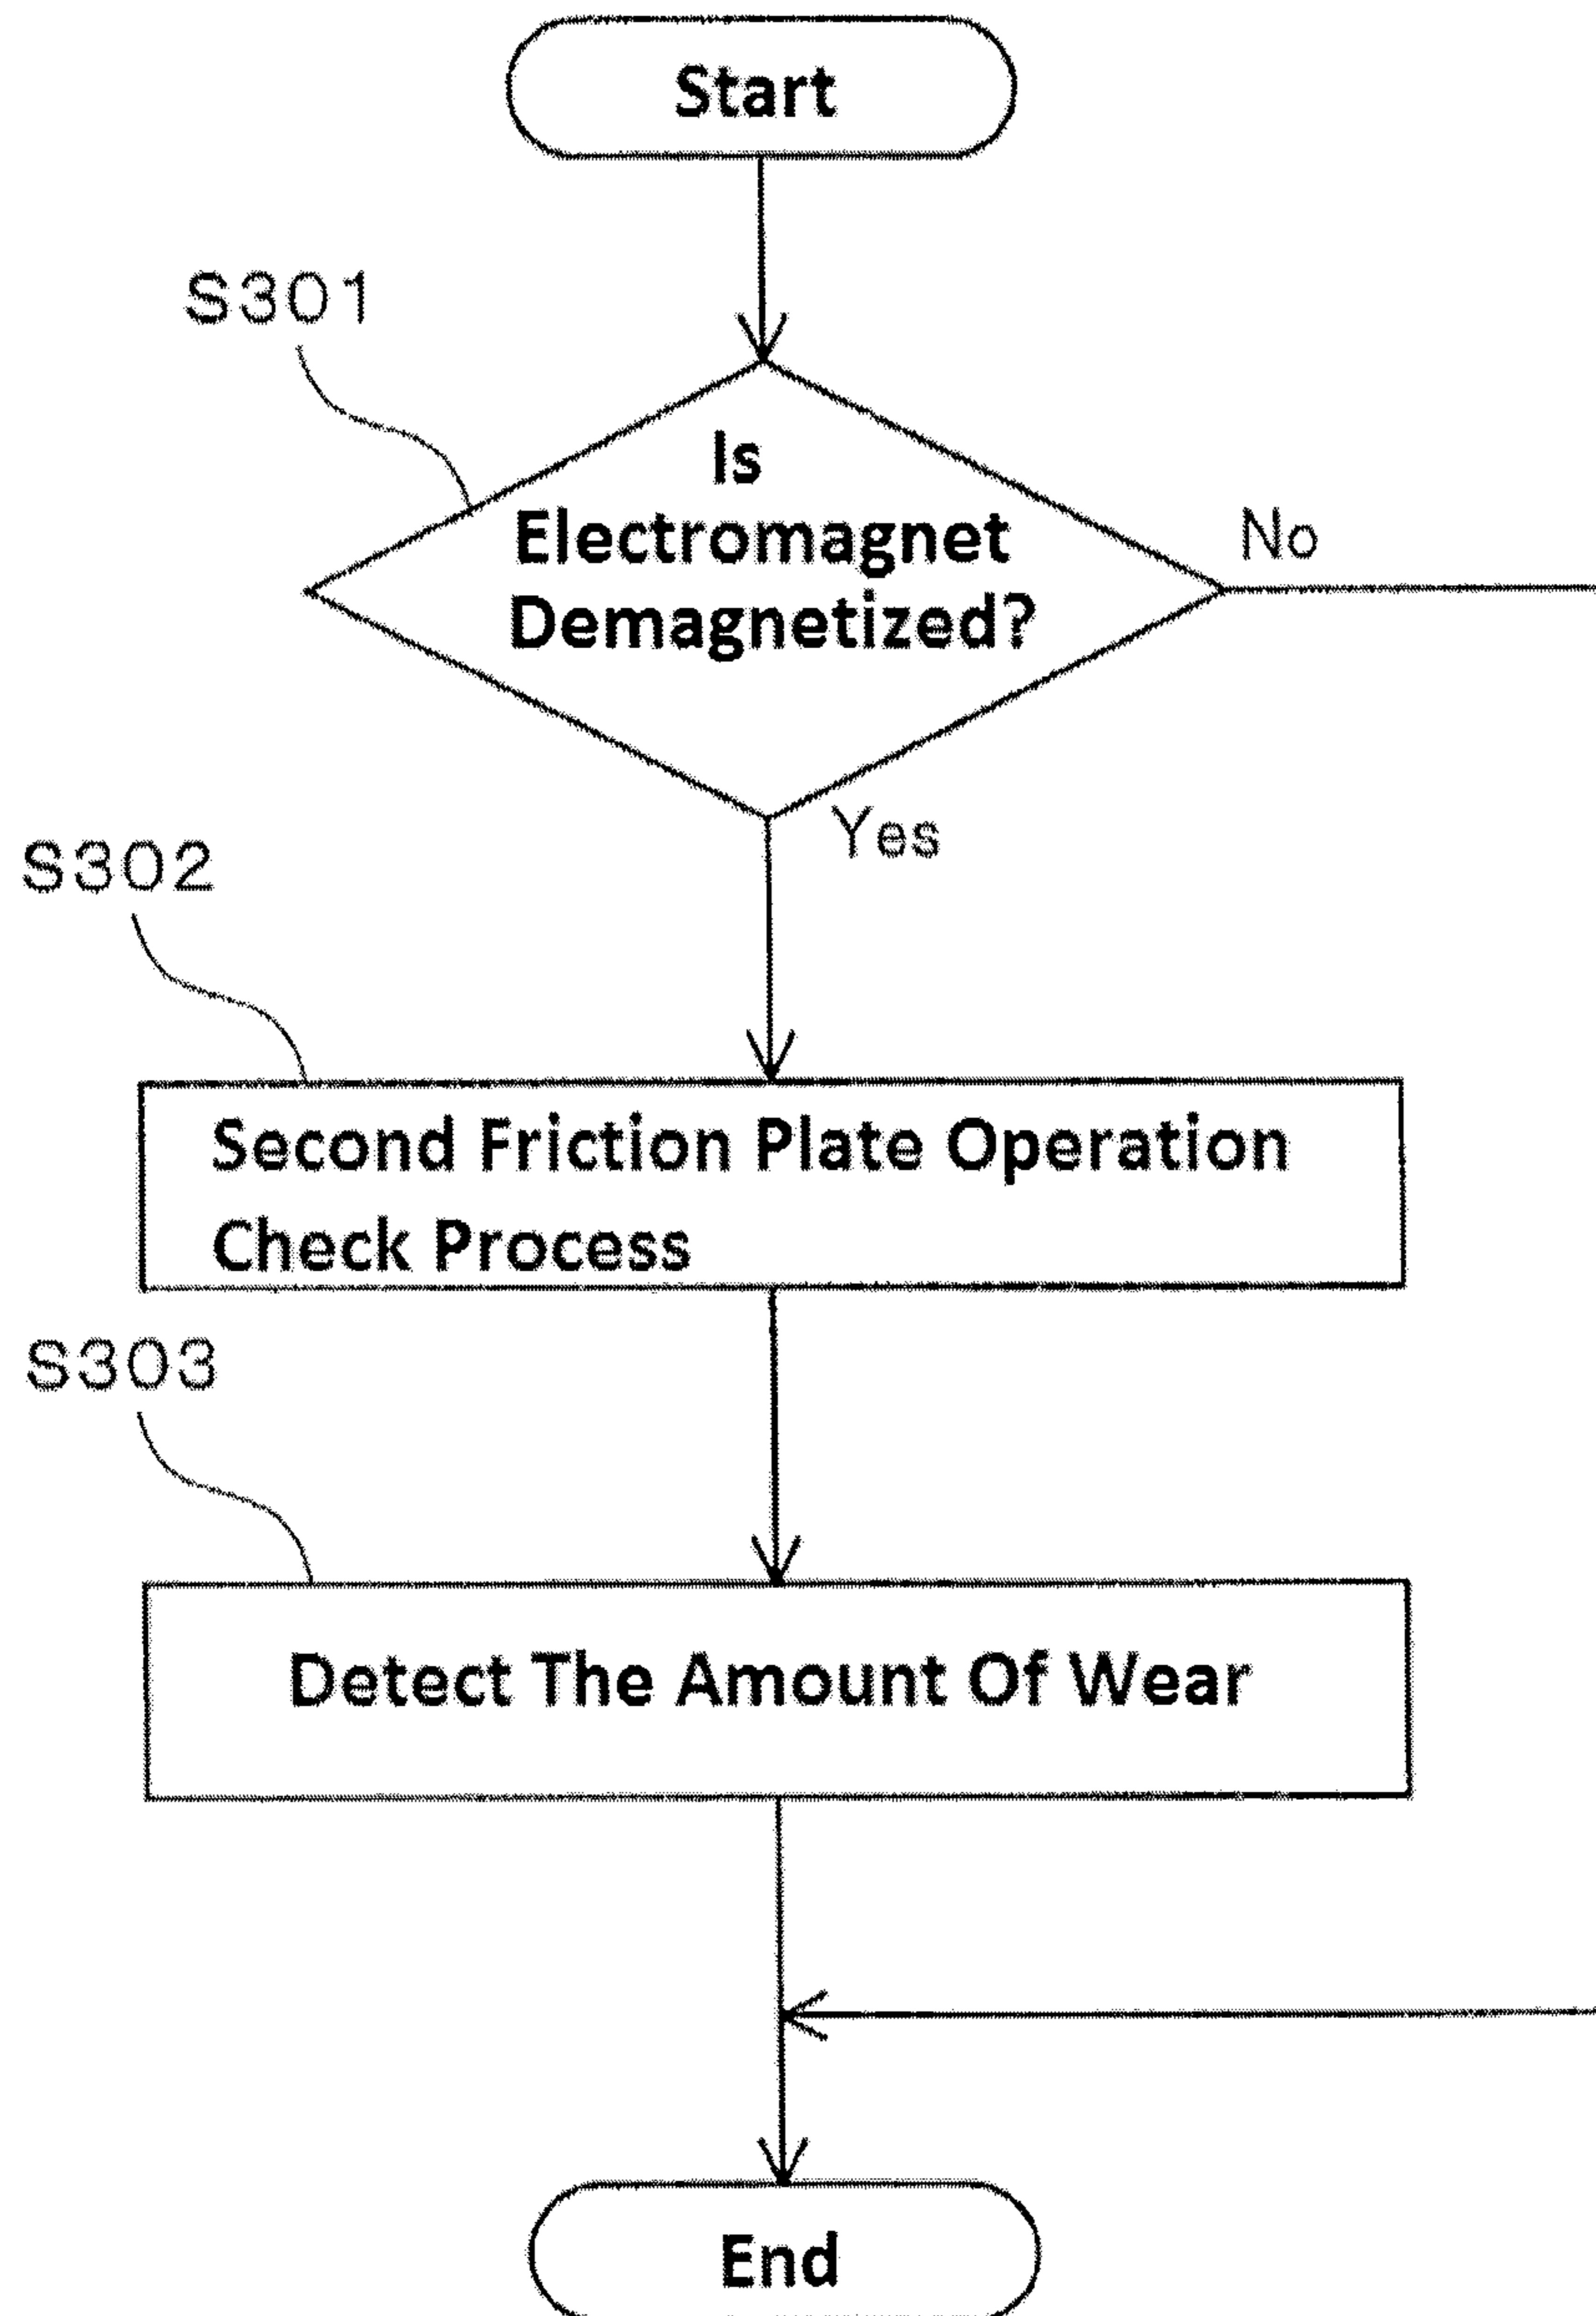 Start
S301
Is
Electromagnet
Demagnetized?
No
Yes
S302
Second Friction Plate Operation
Check Process
S303
Detect The Amount Of Wear
End